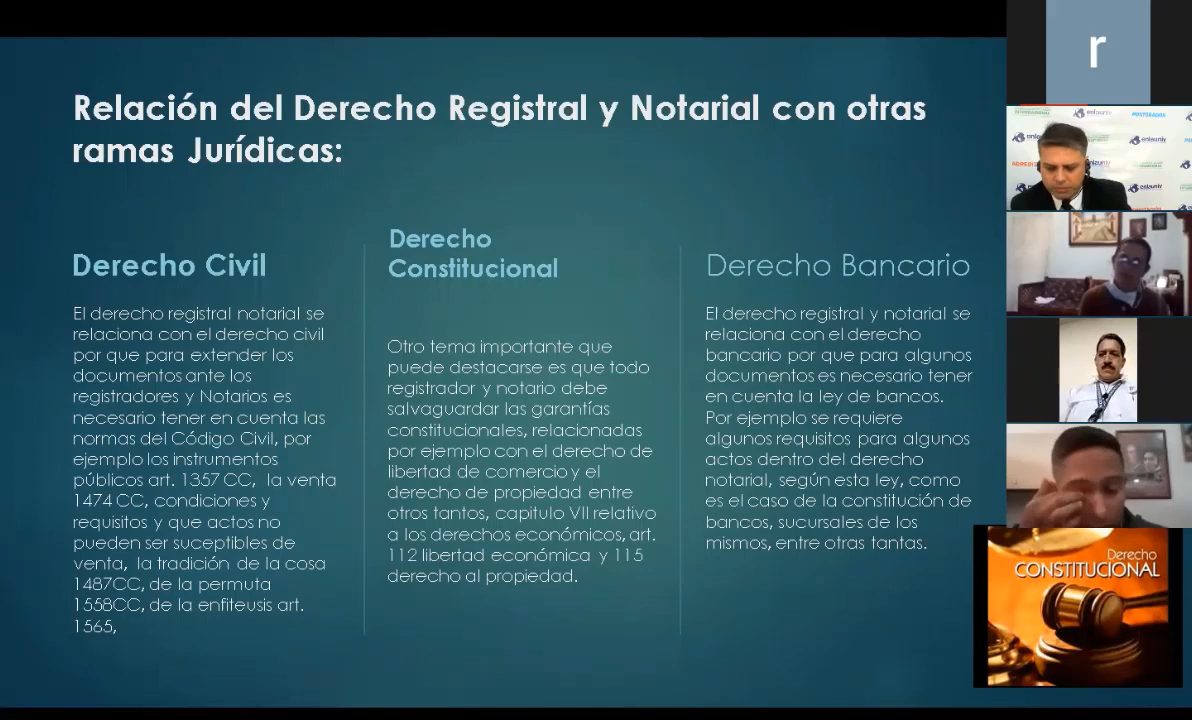 Relación del Derecho Registral y Notarial con otras
ramas Jurídicas:
Derecho Civil
El derecho registral notarial se
relaciona con el derecho civil
por que para extender los
documentos ante los
registradores y Notarios es
necesario tener en cuenta las
normas del Código Civil, por
ejemplo los instrumentos
públicos art. 1357 CC, la venta
1474 CC, condiciones y
requisitos y que actos no
pueden ser suceptibles de
venta, la tradición de la cosa
1487CC, de la permuta
1558CC, de la enfiteusis art.
1565,
Derecho
Constitucional
Otro tema importante que
puede destacarse es que todo
registrador y notario debe
salvaguardar las garantías
constitucionales, relacionadas
por ejemplo con el derecho de
libertad de comercio y el
derecho de propiedad entre
otros tantos, capitulo VII relativo
a los derechos económicos, art.
112 libertad económica y 115
derecho al propiedad.
Derecho Bancario
El derecho registral y notarial se
relaciona con el derecho
bancario por que para algunos
documentos es necesario tener
en cuenta la ley de bancos.
Por ejemplo se requiere
algunos requisitos para algunos
actos dentro del derecho
notarial, según esta ley, como
es el caso de la constitución de
bancos, sucursales de los
mismos, entre otras tantas.
r
Derecho
CONSTITUCIONAL